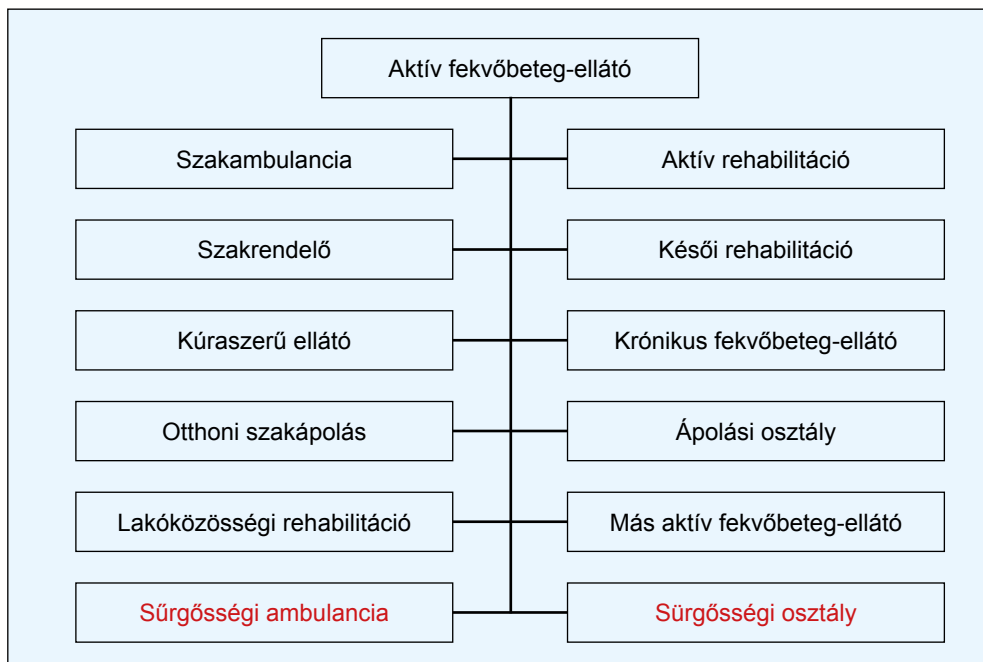 Aktív fekvőbeteg-ellátó
Szakambulancia
Aktív rehabilitáció
Szakrendelő
Késői rehabilitáció
Kúraszerű ellátó
Krónikus fekvőbeteg-ellátó
Otthoni szakápolás
Ápolási osztály
Lakóközösségi rehabilitáció
Más aktív fekvőbeteg-ellátó
Sűrgősségi ambulancia
Sürgősségi osztály